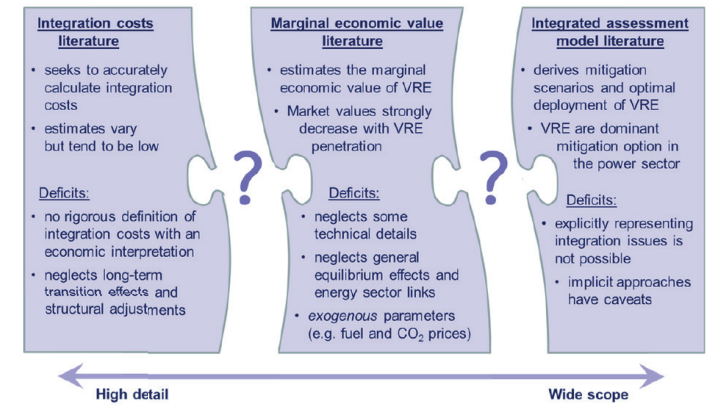 Integration costs
literature
• seeks to accurately
calculate integration
costs
• estimates vary
but tend to be low
Deficits:
• no rigorous definition of
integration costs with an
economic interpretation
• neglects long-term
transition effects and
structural adjustments
?
Marginal economic value
literature
• estimates the marginal
economic value of VRE
• Market values strongly
decrease with VRE
penetration
Deficits:
• neglects some
technical details
• neglects general
equilibrium effects and
energy sector links
• exogenous parameters
(e.g. fuel and CO₂ prices)
?
Integrated assessment
model literature
• derives mitigation
scenarios and optimal
deployment of VRE
• VRE are dominant
mitigation option in
the power sector
Deficits:
• explicitly representing
integration issues is
not possible
• implicit approaches
have caveats
High detail
Wide scope